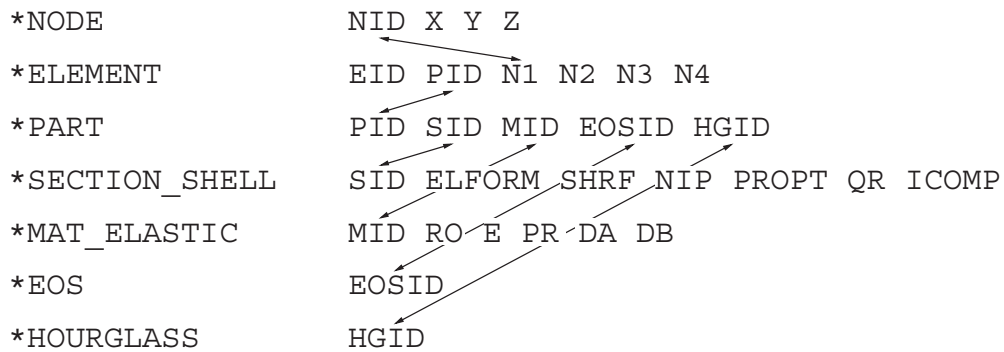 *NODE NID X Y Z
*ELEMENT EID PID N1 N2 N3 N4
*PART PID SID MID EOSID HGID
*SECTION_SHELL SID ELFORM SHRF NIP PROPT QR ICOMP
*MAT_ELASTIC MID RO E PR DA DB
*EOS EOSID
*HOURGLASS HGID